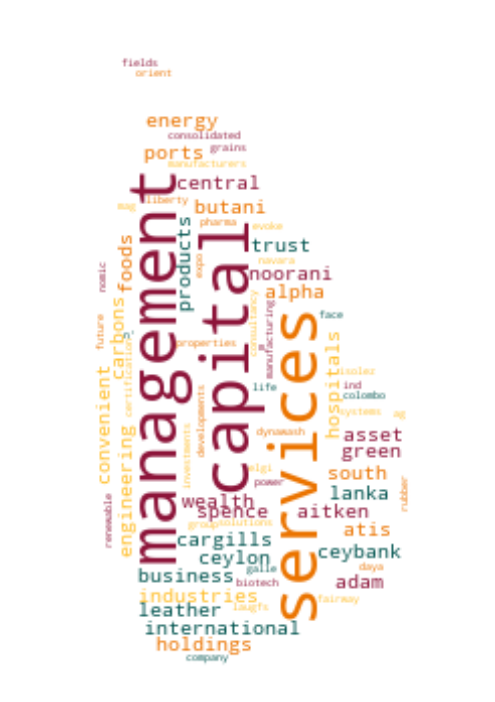 fields
orient
energy
consolidated
grains
ports
manufacturers
central
management
liberty
mag
butani
pharma
evoke
products
capital
trust
foods
navara
expo
noorani
nomic
alpha
carbons
manufacturing
face
services
future
properties
consultancy
hospitals
certification
convenient
isolez
life
ind
colombo
developments
systems
ag
engineering
investments
dynawash
asset
green
elgi
south
power
renewable
rubber
lanka
wealth
spence
aitken
group
solutions
atis
cargills
ceylon
ceybank
galle
daya
business
biotech
adam
industries
fairway
leather
laugfs
international
holdings
company